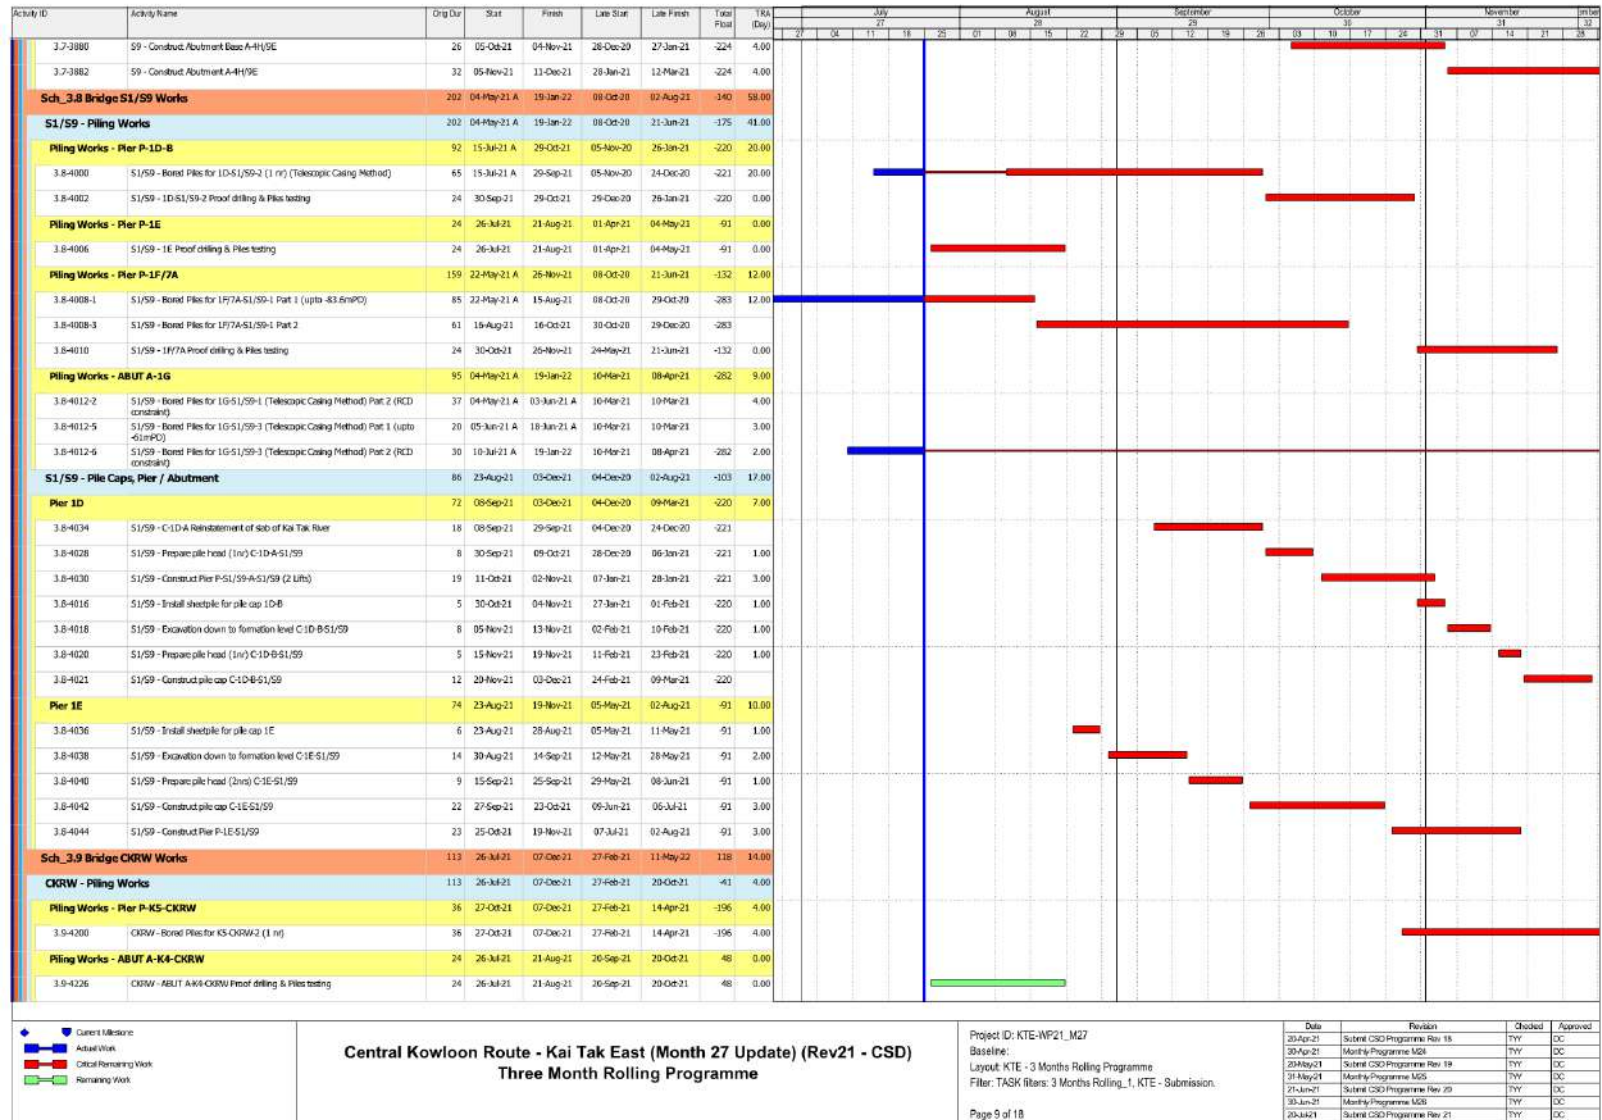 Activity ID Activity Name Orig Dur Start Finish Late Start Late Finish Total Float TRA (Day) July August September October November
27 28 29 30 31 32
27 04 11 18 25 01 08 15 22 29 05 12 19 26 03 10 17 24 31 07 14 21 28
3.7-3880 S9 - Construct Abutment Base A-4H/9E 26 05-Oct-21 04-Nov-21 28-Dec-20 27-Jan-21 -224 4.00
3.7-3882 S9 - Construct Abutment A-4H/9E 32 05-Nov-21 11-Dec-21 28-Jan-21 12-Mar-21 -224 4.00
Sch_3.8 Bridge S1/S9 Works 202 04-May-21 A 19-Jan-22 08-Oct-20 02-Aug-21 -140 58.00
S1/S9 - Piling Works 202 04-May-21 A 19-Jan-22 08-Oct-20 21-Jun-21 -175 41.00
Piling Works - Pier P-1D-B 92 15-Jul-21 A 29-Oct-21 05-Nov-20 26-Jan-21 -220 20.00
3.8-4000 S1/S9 - Bored Piles for 1D-S1/S9-2 (1 nr) (Telescopic Casing Method) 65 15-Jul-21 A 29-Sep-21 05-Nov-20 24-Dec-20 -221 20.00
3.8-4002 S1/S9 - 1D-S1/S9-2 Proof drilling & Piles testing 24 30-Sep-21 29-Oct-21 29-Dec-20 26-Jan-21 -220 0.00
Piling Works - Pier P-1E 24 26-Jul-21 21-Aug-21 01-Apr-21 04-May-21 -91 0.00
3.8-4006 S1/S9 - 1E Proof drilling & Piles testing 24 26-Jul-21 21-Aug-21 01-Apr-21 04-May-21 -91 0.00
Piling Works - Pier P-1F/7A 159 22-May-21 A 26-Nov-21 08-Oct-20 21-Jun-21 -132 12.00
3.8-4008-1 S1/S9 - Bored Piles for 1F/7A-S1/S9-1 Part 1 (upto -83.6mPD) 85 22-May-21 A 15-Aug-21 08-Oct-20 29-Oct-20 -283 12.00
3.8-4008-3 S1/S9 - Bored Piles for 1F/7A-S1/S9-1 Part 2 61 16-Aug-21 16-Oct-21 30-Oct-20 29-Dec-20 -283
3.8-4010 S1/S9 - 1F/7A Proof drilling & Piles testing 24 30-Oct-21 26-Nov-21 24-May-21 21-Jun-21 -132 0.00
Piling Works - ABUT A-1G 95 04-May-21 A 19-Jan-22 10-Mar-21 08-Apr-21 -282 9.00
3.8-4012-2 S1/S9 - Bored Piles for 1G-S1/S9-1 (Telescopic Casing Method) Part 2 (RCD constraint) 37 04-May-21 A 03-Jun-21 A 10-Mar-21 10-Mar-21 4.00
3.8-4012-5 S1/S9 - Bored Piles for 1G-S1/S9-3 (Telescopic Casing Method) Part 1 (upto -61mPD) 20 05-Jun-21 A 18-Jun-21 A 10-Mar-21 10-Mar-21 3.00
3.8-4012-6 S1/S9 - Bored Piles for 1G-S1/S9-3 (Telescopic Casing Method) Part 2 (RCD constraint) 30 10-Jul-21 A 19-Jan-22 10-Mar-21 08-Apr-21 -282 2.00
S1/S9 - Pile Caps, Pier / Abutment 86 23-Aug-21 03-Dec-21 04-Dec-20 02-Aug-21 -103 17.00
Pier 1D 72 08-Sep-21 03-Dec-21 04-Dec-20 09-Mar-21 -220 7.00
3.8-4034 S1/S9 - C-1D-A Reinstatement of slab of Kai Tak River 18 08-Sep-21 29-Sep-21 04-Dec-20 24-Dec-20 -221
3.8-4028 S1/S9 - Prepare pile head (1nr) C-1D-A-S1/S9 8 30-Sep-21 09-Oct-21 28-Dec-20 06-Jan-21 -221 1.00
3.8-4030 S1/S9 - Construct Pier P-S1/S9-A-S1/S9 (2 Lifts) 19 11-Oct-21 02-Nov-21 07-Jan-21 28-Jan-21 -221 3.00
3.8-4016 S1/S9 - Install sheetpile for pile cap 1D-B 5 30-Oct-21 04-Nov-21 27-Jan-21 01-Feb-21 -220 1.00
3.8-4018 S1/S9 - Excavation down to formation level C-1D-B-S1/S9 8 05-Nov-21 13-Nov-21 02-Feb-21 10-Feb-21 -220 1.00
3.8-4020 S1/S9 - Prepare pile head (1nr) C-1D-B-S1/S9 5 15-Nov-21 19-Nov-21 11-Feb-21 23-Feb-21 -220 1.00
3.8-4021 S1/S9 - Construct pile cap C-1D-B-S1/S9 12 20-Nov-21 03-Dec-21 24-Feb-21 09-Mar-21 -220
Pier 1E 74 23-Aug-21 19-Nov-21 05-May-21 02-Aug-21 -91 10.00
3.8-4036 S1/S9 - Install sheetpile for pile cap 1E 6 23-Aug-21 28-Aug-21 05-May-21 11-May-21 -91 1.00
3.8-4038 S1/S9 - Excavation down to formation level C-1E-S1/S9 14 30-Aug-21 14-Sep-21 12-May-21 28-May-21 -91 2.00
3.8-4040 S1/S9 - Prepare pile head (2nrs) C-1E-S1/S9 9 15-Sep-21 25-Sep-21 29-May-21 08-Jun-21 -91 1.00
3.8-4042 S1/S9 - Construct pile cap C-1E-S1/S9 22 27-Sep-21 23-Oct-21 09-Jun-21 06-Jul-21 -91 3.00
3.8-4044 S1/S9 - Construct Pier P-1E-S1/S9 23 25-Oct-21 19-Nov-21 07-Jul-21 02-Aug-21 -91 3.00
Sch_3.9 Bridge CKRW Works 113 26-Jul-21 07-Dec-21 27-Feb-21 11-May-22 118 14.00
CKRW - Piling Works 113 26-Jul-21 07-Dec-21 27-Feb-21 20-Oct-21 -41 4.00
Piling Works - Pier P-K5-CKRW 36 27-Oct-21 07-Dec-21 27-Feb-21 14-Apr-21 -196 4.00
3.9-4200 CKRW - Bored Piles for K5-CKRW-2 (1 nr) 36 27-Oct-21 07-Dec-21 27-Feb-21 14-Apr-21 -196 4.00
Piling Works - ABUT A-K4-CKRW 24 26-Jul-21 21-Aug-21 20-Sep-21 20-Oct-21 48 0.00
3.9-4226 CKRW - ABUT A-K4-CKRW Proof drilling & Piles testing 24 26-Jul-21 21-Aug-21 20-Sep-21 20-Oct-21 48 0.00
Current Milestone
Actual Work
Critical Remaining Work
Remaining Work
Central Kowloon Route - Kai Tak East (Month 27 Update) (Rev21 - CSD)
Three Month Rolling Programme
Project ID: KTE-WP21_M27
Baseline:
Layout: KTE - 3 Months Rolling Programme
Filter: TASK filters: 3 Months Rolling_1, KTE - Submission.
Page 9 of 18
Date Revision Checked Approved
20-Apr-21 Submit CSD Programme Rev 18 TYY DC
30-Apr-21 Monthly Programme M24 TYY DC
20-May-21 Submit CSD Programme Rev 19 TYY DC
31-May-21 Monthly Programme M25 TYY DC
21-Jun-21 Submit CSD Programme Rev 20 TYY DC
30-Jun-21 Monthly Programme M26 TYY DC
20-Jul-21 Submit CSD Programme Rev 21 TYY DC